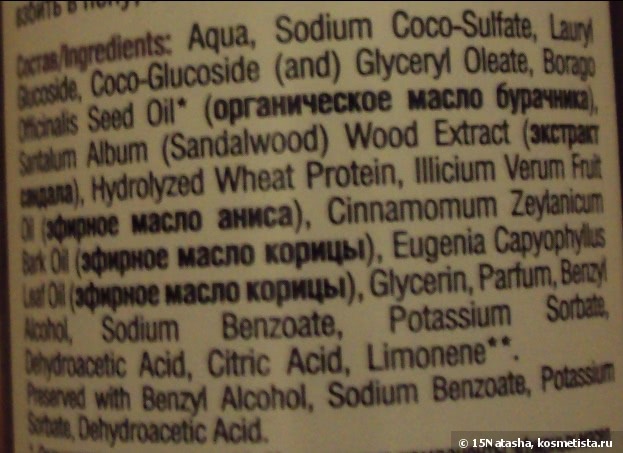 взбить в пену,
Состав/Ingredients: Aqua, Sodium Coco-Sulfate, Lauryl
Glucoside, Coco-Glucoside (and) Glyceryl Oleate, Borago
Officinalis Seed Oil* (органическое масло бурачника),
Santalum Album (Sandalwood) Wood Extract (экстракт
сандала), Hydrolyzed Wheat Protein, Illicium Verum Fruit
Oil (эфирное масло аниса), Cinnamomum Zeylanicum
Bark Oil (эфирное масло корицы), Eugenia Capyophyllus
Leaf Oil (эфирное масло корицы), Glycerin, Parfum, Benzyl
Alcohol, Sodium Benzoate, Potassium Sorbate,
Dehydroacetic Acid, Citric Acid, Limonene**.
Preserved with Benzyl Alcohol, Sodium Benzoate, Potassium
Sorbate, Dehydroacetic Acid.
© 15Natasha, kosmetista.ru